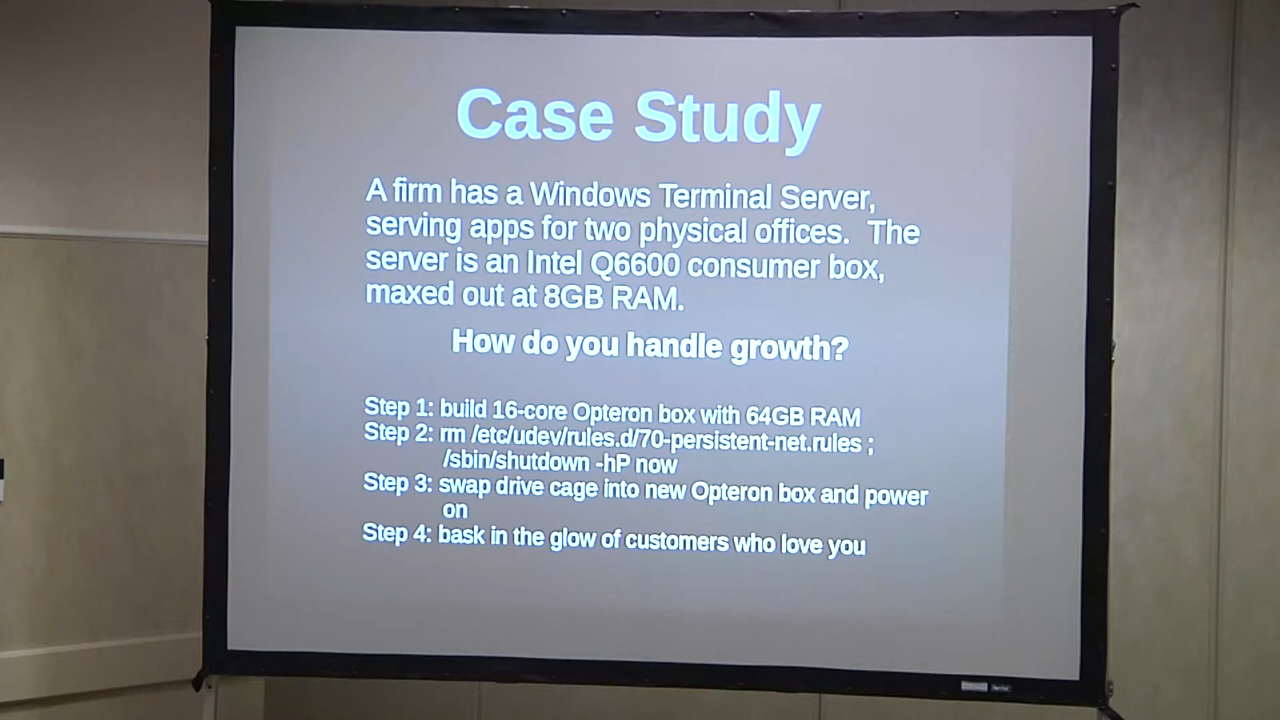 Case Study
A firm has a Windows Terminal Server,
serving apps for two physical offices.  The
server is an Intel Q6600 consumer box,
maxed out at 8GB RAM.
How do you handle growth?
Step 1: build 16-core Opteron box with 64GB RAM
Step 2: rm /etc/udev/rules.d/70-persistent-net.rules ;
/sbin/shutdown -hP now
Step 3: swap drive cage into new Opteron box and power
on
Step 4: bask in the glow of customers who love you